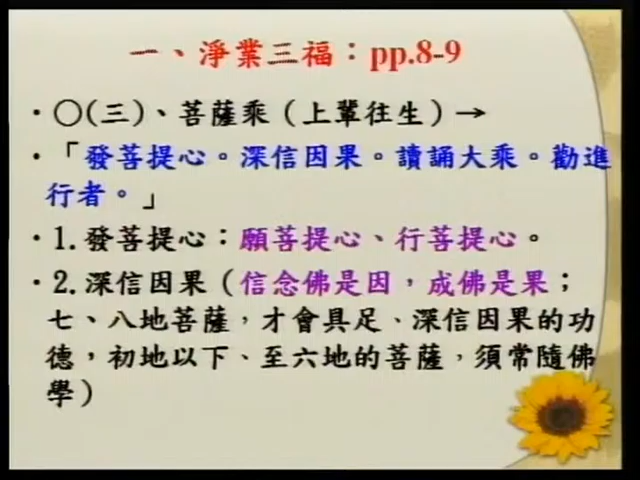 一、淨業三福：pp.8-9
·○(三)、菩薩乘（上輩往生）→
·「發菩提心。深信因果。讀誦大乘。勸進
行者。」
·1.發菩提心：願菩提心、行菩提心。
·2.深信因果（信念佛是因，成佛是果；
七、八地菩薩，才會具足、深信因果的功
德，初地以下、至六地的菩薩，須常隨佛
學）